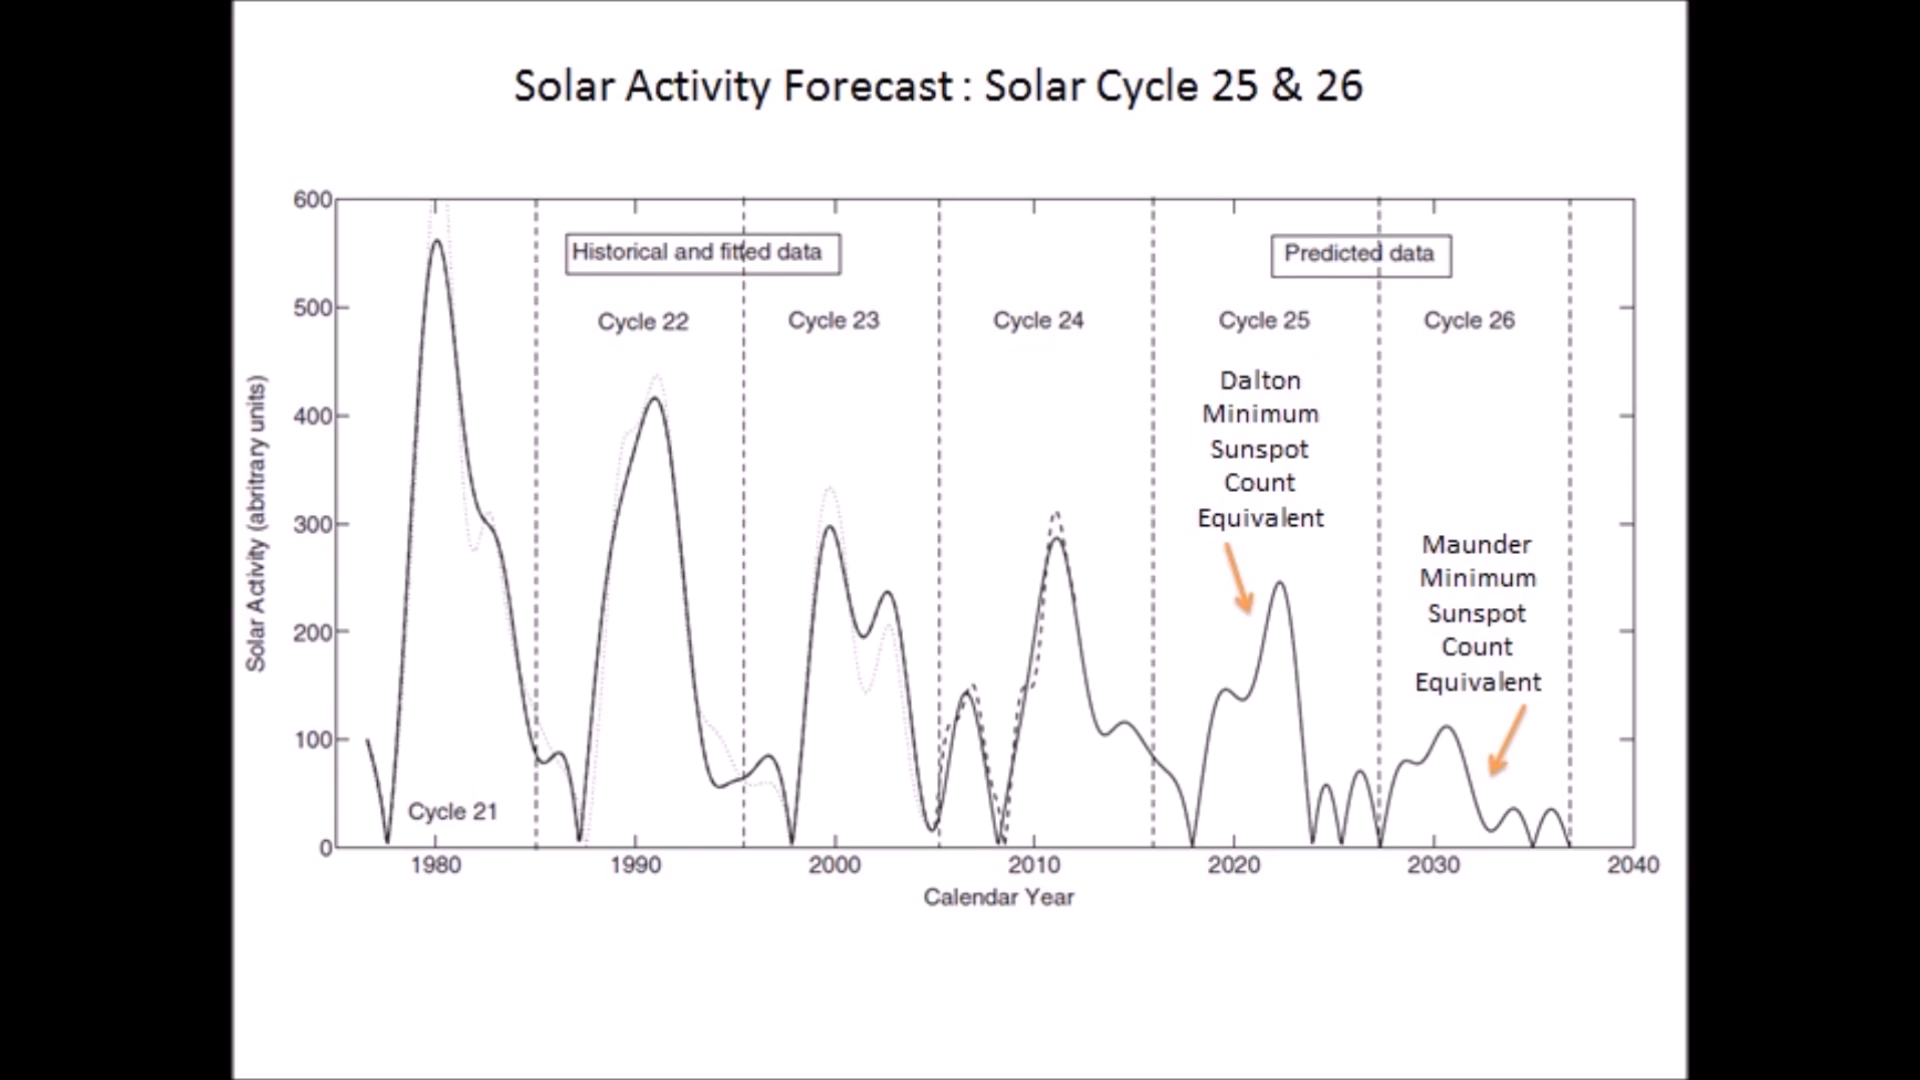 Solar Activity Forecast : Solar Cycle 25 & 26
600
500
400
300
200
100
0
Solar Activity (abritrary units)
Historical and fitted data
Predicted data
Cycle 21
Cycle 22
Cycle 23
Cycle 24
Cycle 25
Cycle 26
Dalton
Minimum
Sunspot
Count
Equivalent
Maunder
Minimum
Sunspot
Count
Equivalent
1980
1990
2000
2010
2020
2030
2040
Calendar Year